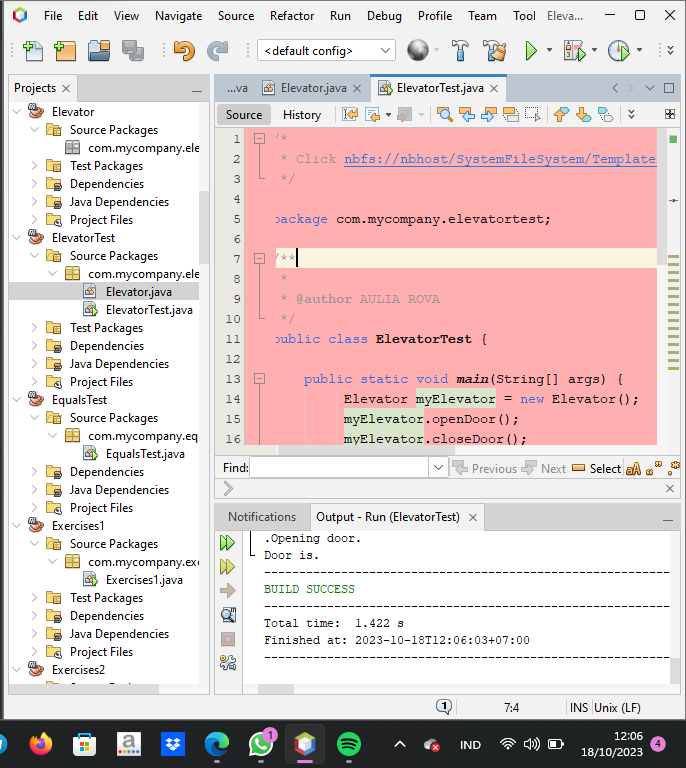 File Edit View Navigate Source Refactor Run Debug Profile Team Tool Eleva...
<default config>
Projects
...va Elevator.java ElevatorTest.java
Source History
Elevator
Source Packages
com.mycompany.ele
Test Packages
Dependencies
Java Dependencies
Project Files
ElevatorTest
Source Packages
com.mycompany.ele
Elevator.java
ElevatorTest.java
Test Packages
Dependencies
Java Dependencies
Project Files
EqualsTest
Source Packages
com.mycompany.eq
EqualsTest.java
Dependencies
Java Dependencies
Project Files
Exercises1
Source Packages
com.mycompany.exe
Exercises1.java
Test Packages
Dependencies
Java Dependencies
Project Files
Exercises2
1 /*
2 * Click nbfs://nbhost/SystemFileSystem/Template
3 */
4
5 package com.mycompany.elevatortest;
6
7 /**
8 *
9 * @author AULIA ROVA
10 */
11 public class ElevatorTest {
12
13 public static void main(String[] args) {
14 Elevator myElevator = new Elevator();
15 myElevator.openDoor();
16 myElevator.closeDoor();
Find: Previous Next Select aA
Notifications Output - Run (ElevatorTest)
.Opening door.
Door is.
------------------------------------------------------------
BUILD SUCCESS
------------------------------------------------------------
Total time: 1.422 s
Finished at: 2023-10-18T12:06:03+07:00
------------------------------------------------------------
1 7:4 INS Unix (LF)
a 1 IND 12:06 4
18/10/2023